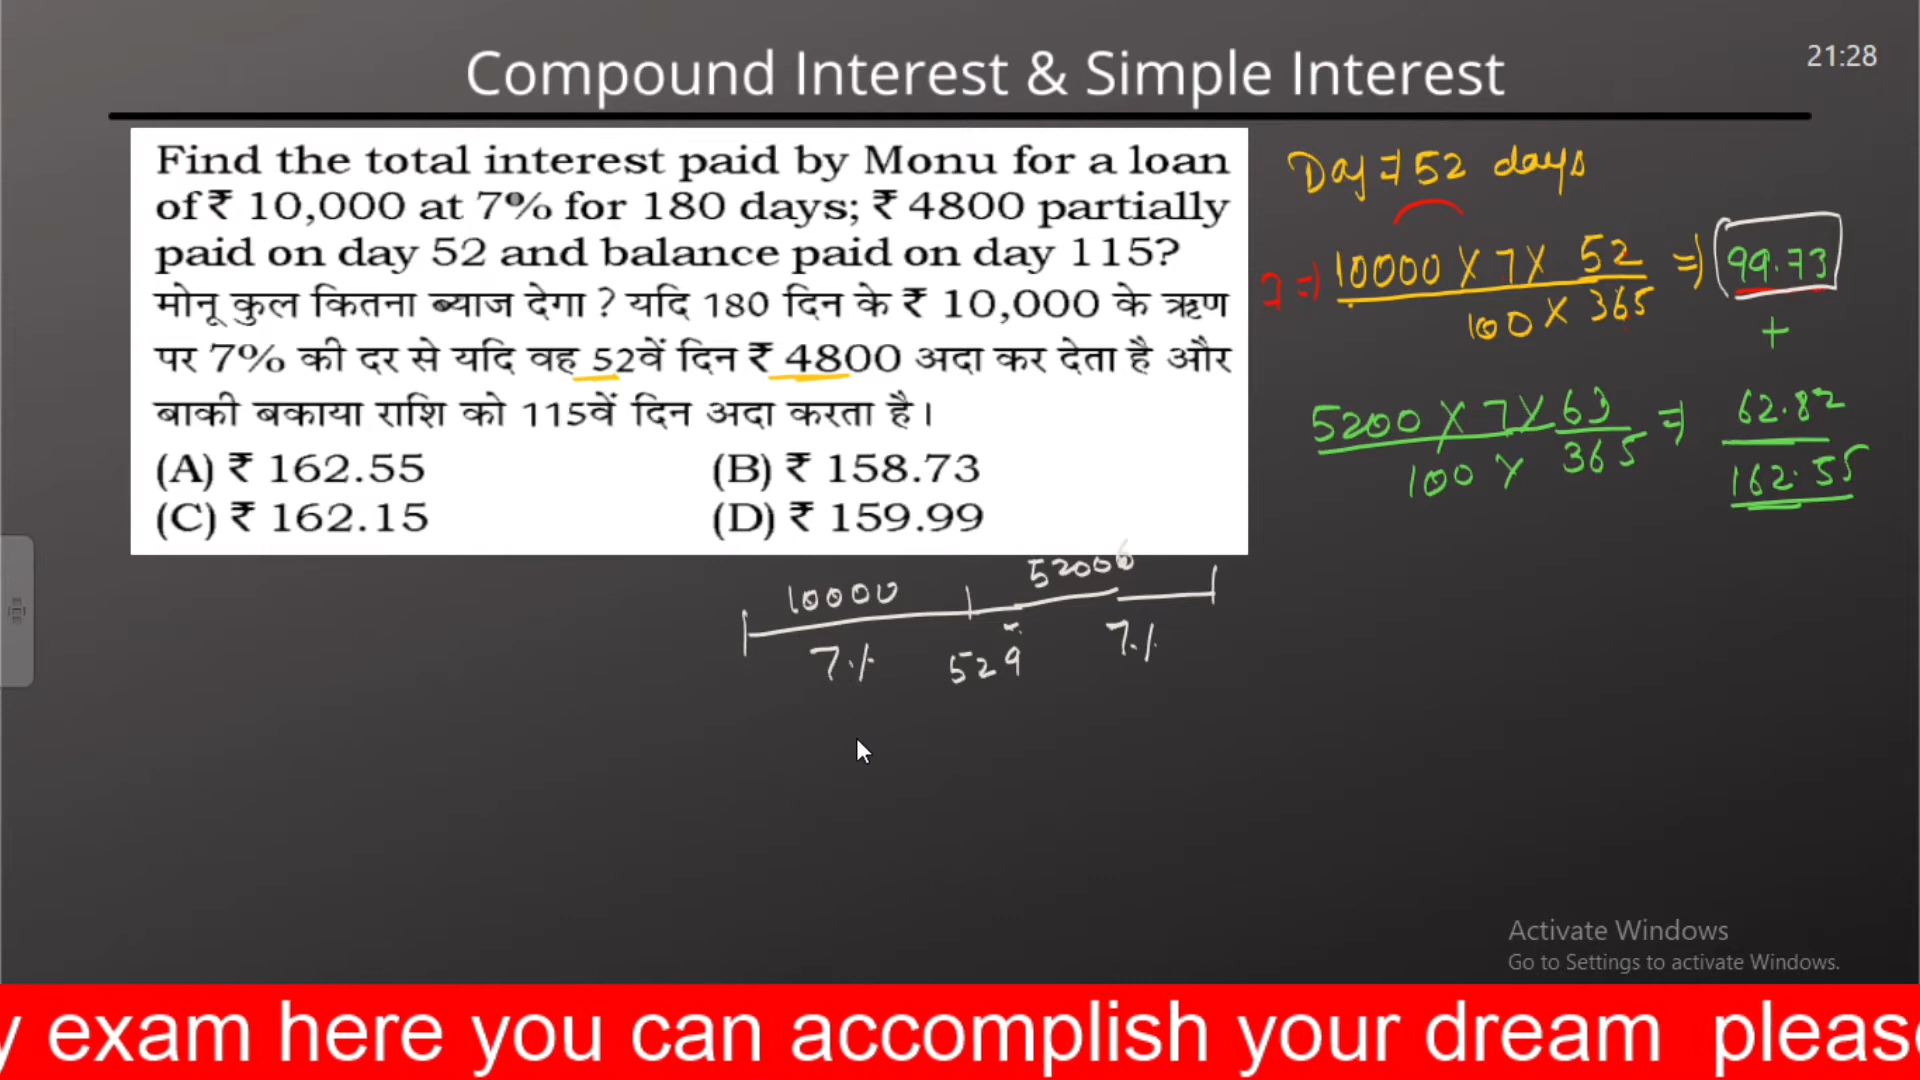 Compound Interest & Simple Interest
21:28
Find the total interest paid by Monu for a loan
of ₹ 10,000 at 7% for 180 days; ₹ 4800 partially
paid on day 52 and balance paid on day 115?
मोनू कुल कितना ब्याज देगा ? यदि 180 दिन के ₹ 10,000 के ऋण
पर 7% की दर से यदि वह 52वें दिन ₹ 4800 अदा कर देता है और
बाकी बकाया राशि को 115वें दिन अदा करता है।
(A) ₹ 162.55 (B) ₹ 158.73
(C) ₹ 162.15 (D) ₹ 159.99
Day ⇒ 52 days
10000 × 7 × 52 ⇒ 99.73
100 × 365
+
5200 × 7 × 63 ⇒ 62.82
100 × 365
162.55
10000
7% 52 7%
Activate Windows
Go to Settings to activate Windows.
y exam here you can accomplish your dream please